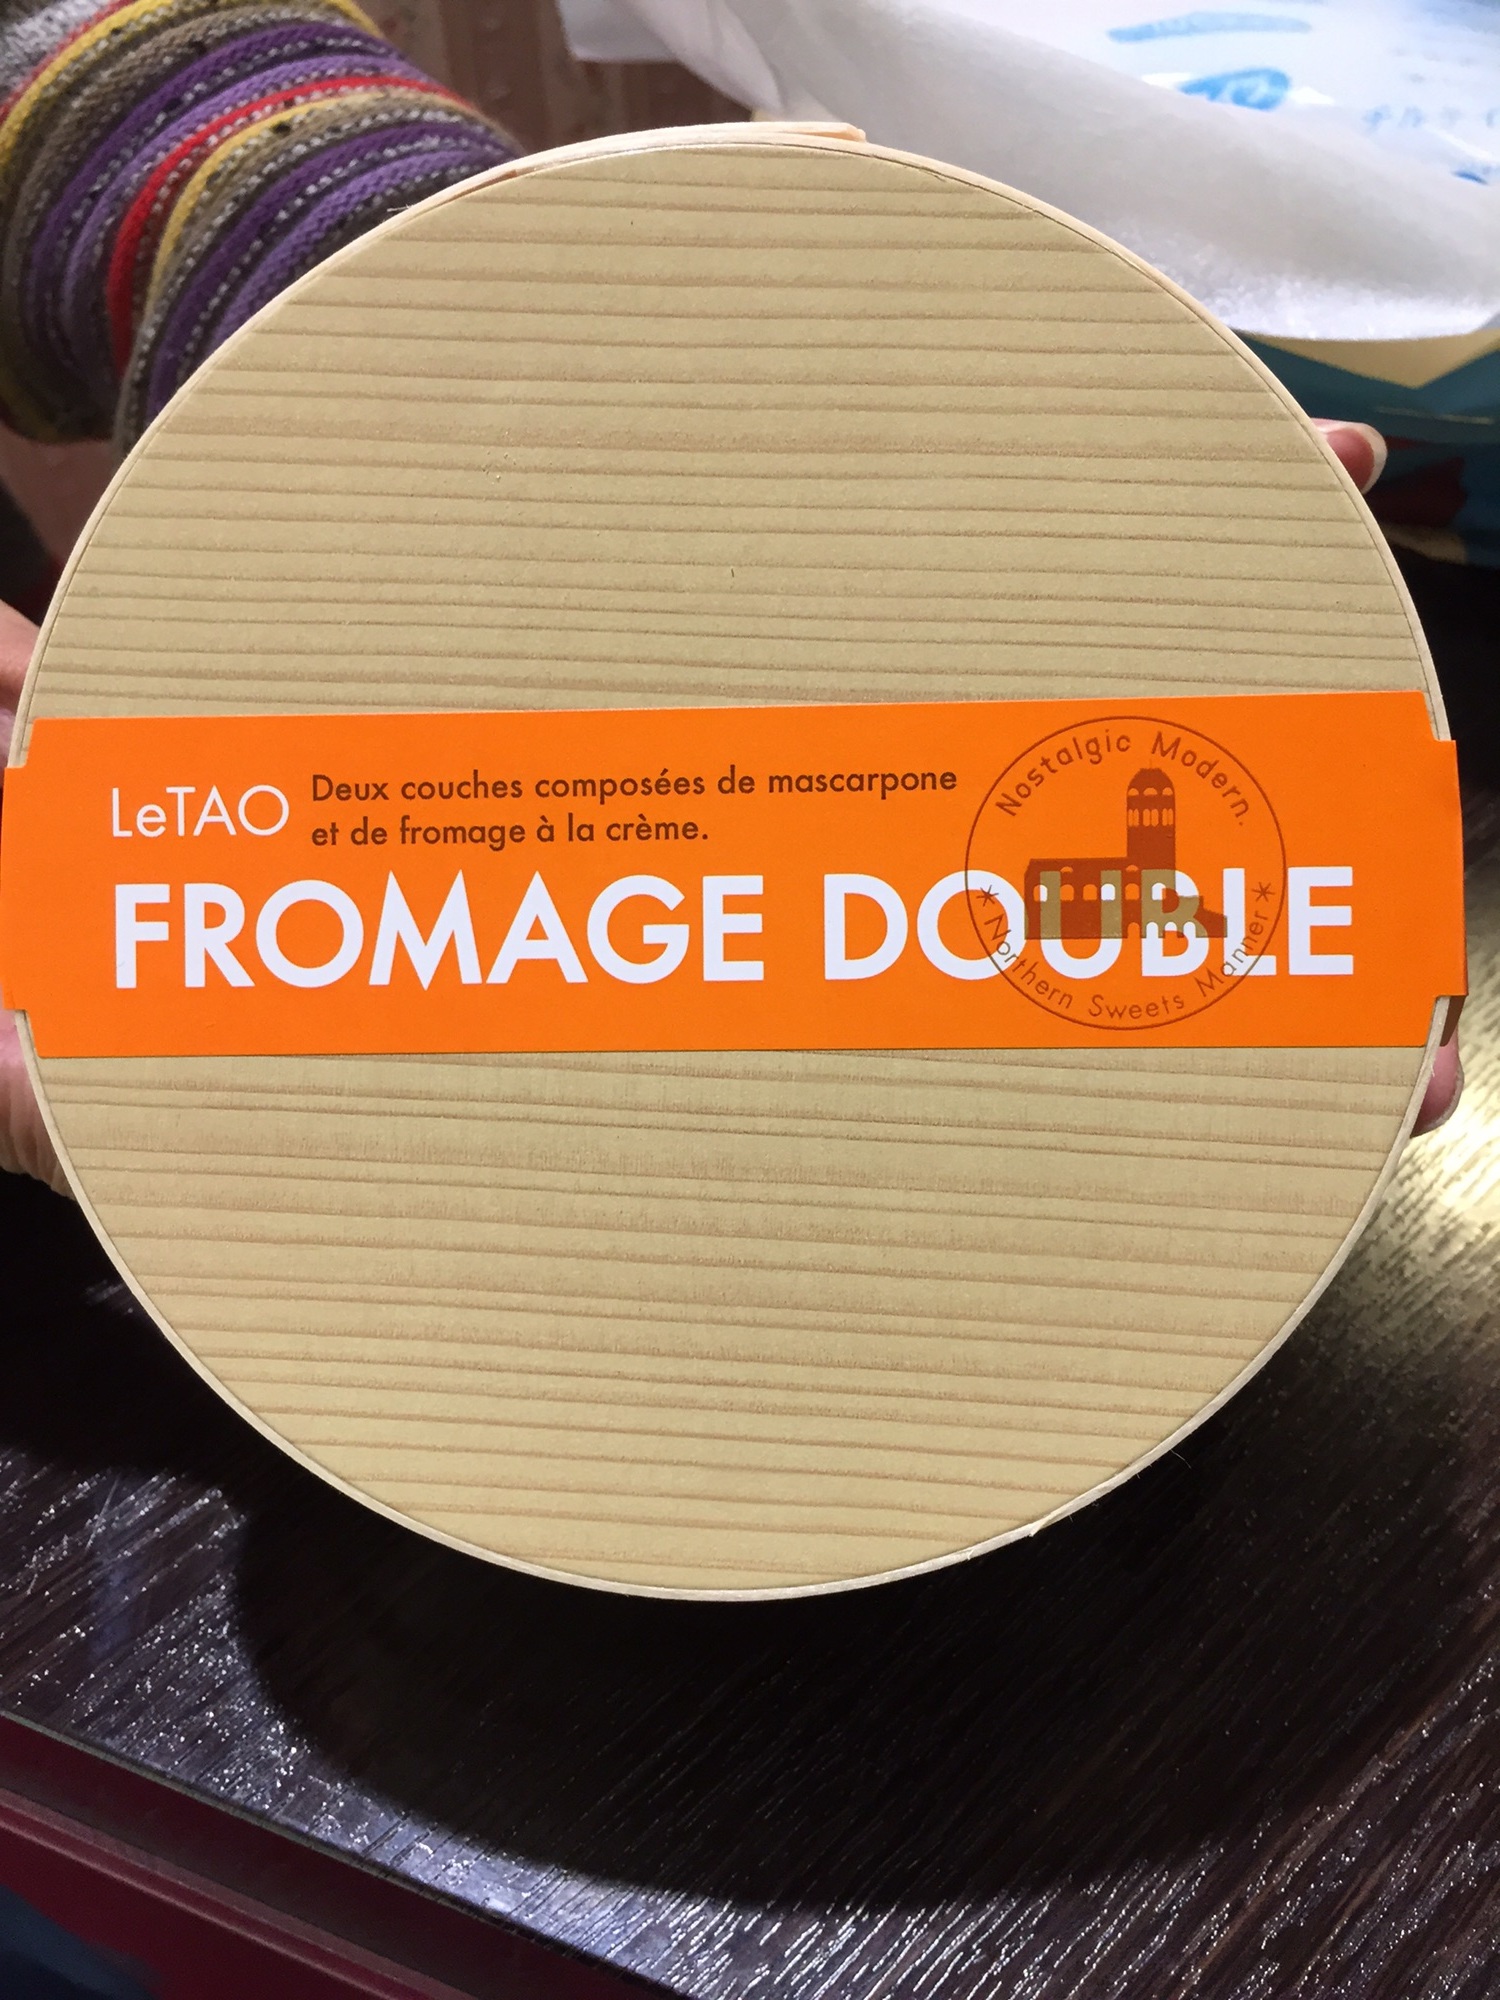 LeTAO
Deux couches composées de mascarpone
et de fromage à la crème.
FROMAGE DOUBLE
Nostalgic Modern.
Northern Sweets Manner